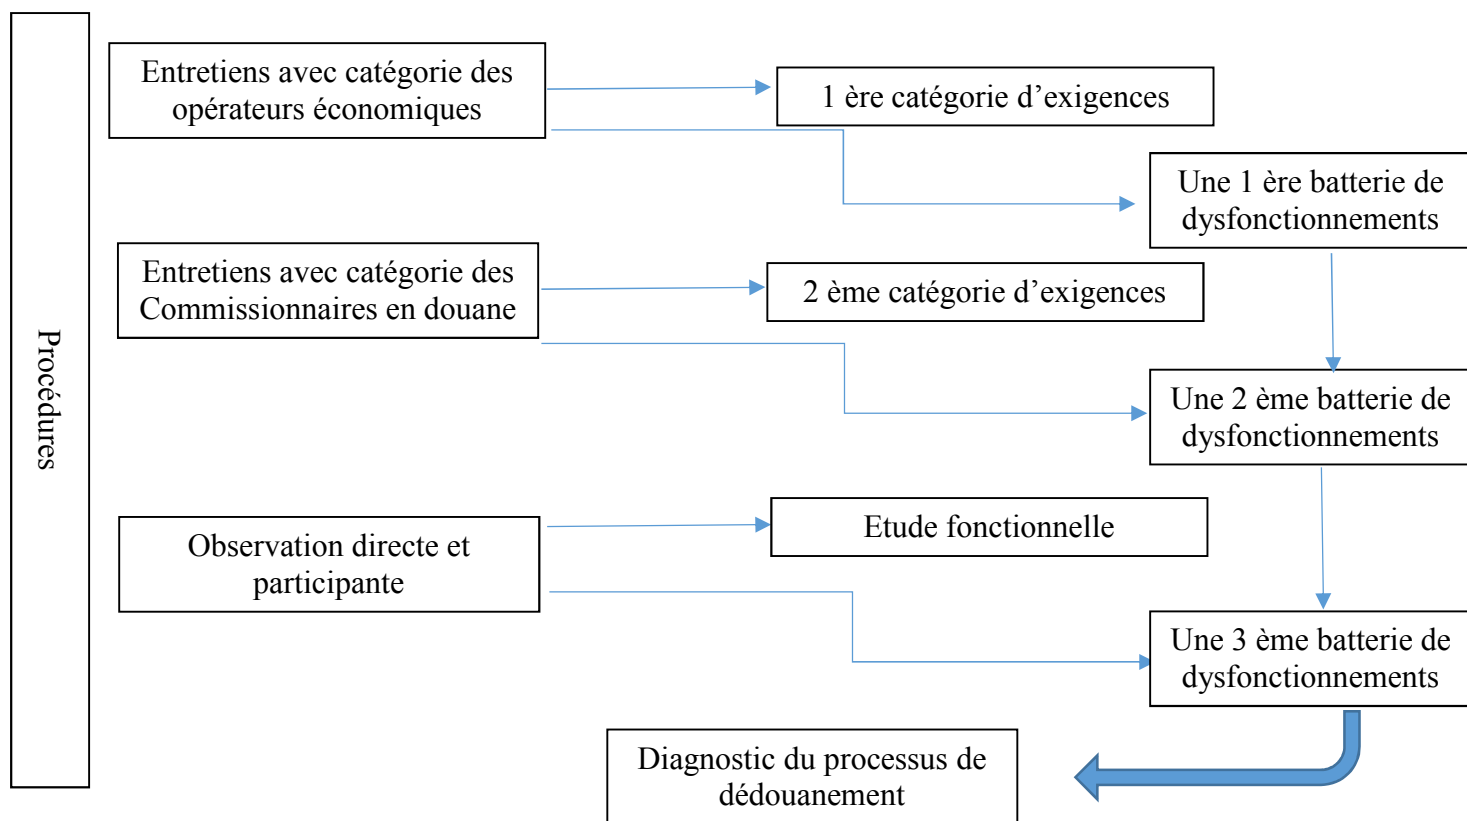 Procédures
Entretiens avec catégorie des
opérateurs économiques
1 ère catégorie d’exigences
Une 1 ère batterie de
dysfonctionnements
Entretiens avec catégorie des
Commissionnaires en douane
2 ème catégorie d’exigences
Une 2 ème batterie de
dysfonctionnements
Observation directe et
participante
Etude fonctionnelle
Une 3 ème batterie de
dysfonctionnements
Diagnostic du processus de
dédouanement